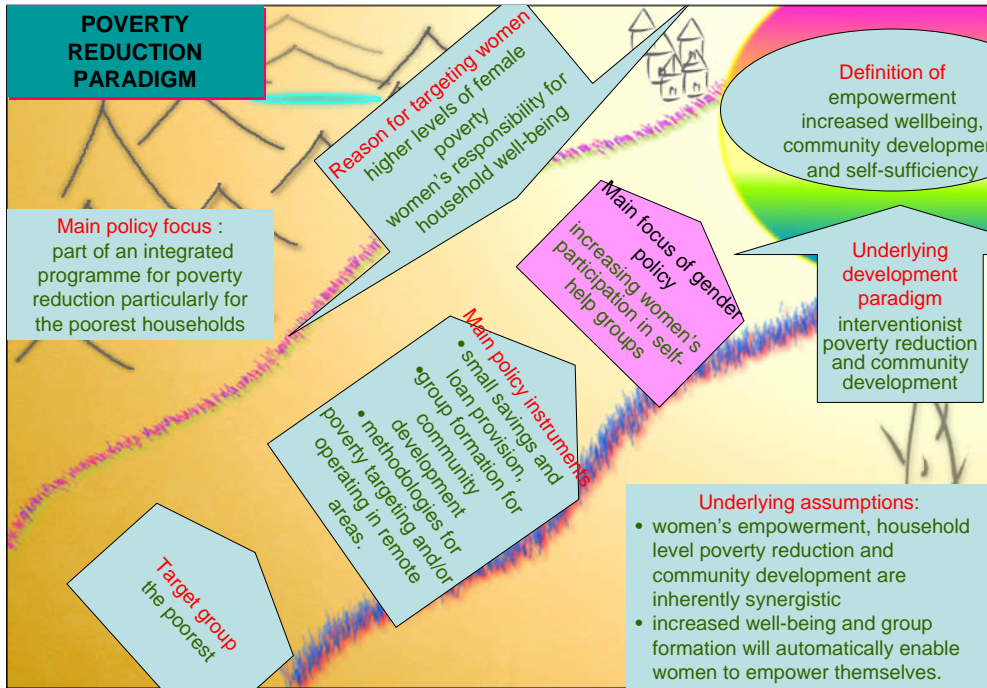 POVERTY
REDUCTION
PARADIGM
Reason for targeting women
higher levels of female
poverty
women's responsibility for
household well-being
Definition of
empowerment
increased wellbeing,
community developmen
and self-sufficiency
Main policy focus :
part of an integrated
programme for poverty
reduction particularly for
the poorest households
Main focus of gender
policy
increasing women's
participation in self-
help groups
Underlying
development
paradigm
interventionist
poverty reduction
and community
development
Main policy instruments
• small savings and
loan provision,
• group formation for
community
development
• methodologies for
poverty targeting and/or
operating in remote
areas.
Target group
the poorest
Underlying assumptions:
• women's empowerment, household
level poverty reduction and
community development are
inherently synergistic
• increased well-being and group
formation will automatically enable
women to empower themselves.